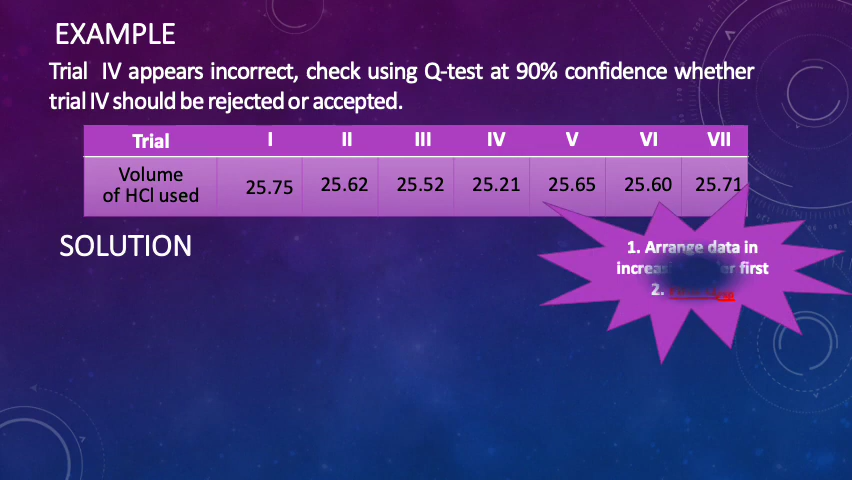 EXAMPLE
Trial IV appears incorrect, check using Q-test at 90% confidence whether
trial IV should be rejected or accepted.
Trial I II III IV V VI VII
Volume
of HCl used 25.75 25.62 25.52 25.21 25.65 25.60 25.71
SOLUTION
1. Arrange data in
first
2.